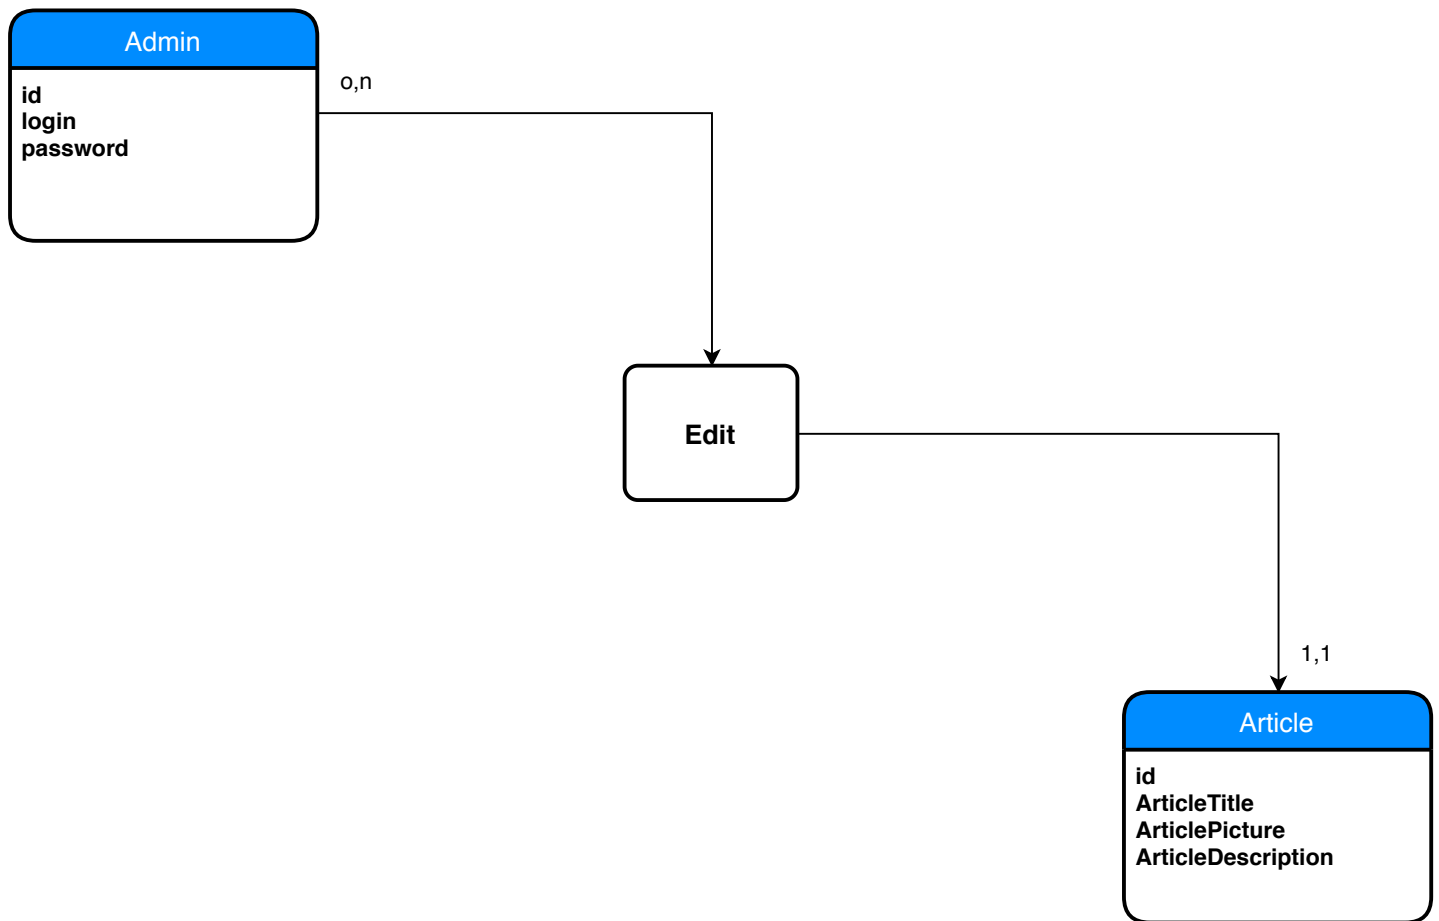 Admin
id
login
password
o,n
Edit
1,1
Article
id
ArticleTitle
ArticlePicture
ArticleDescription